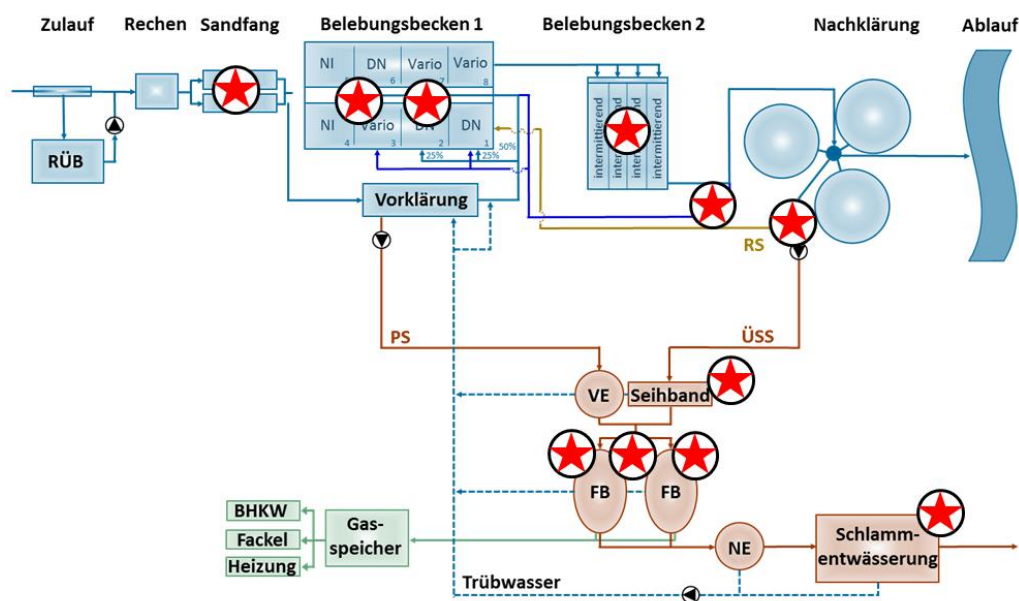 Zulauf
Rechen
Sandfang
Belebungsbecken 1
Belebungsbecken 2
Nachklärung
Ablauf
NI
DN
Vario
Vario
6
7
8
NI
Vario
DN
DN
4
3
2
1
25%
25%
50%
intermittierend
intermittierend
intermittierend
intermittierend
RÜB
Vorklärung
RS
PS
ÜSS
VE
Seihband
FB
FB
BHKW
Fackel
Heizung
Gas-
speicher
NE
Schlamm-
entwässerung
Trübwasser